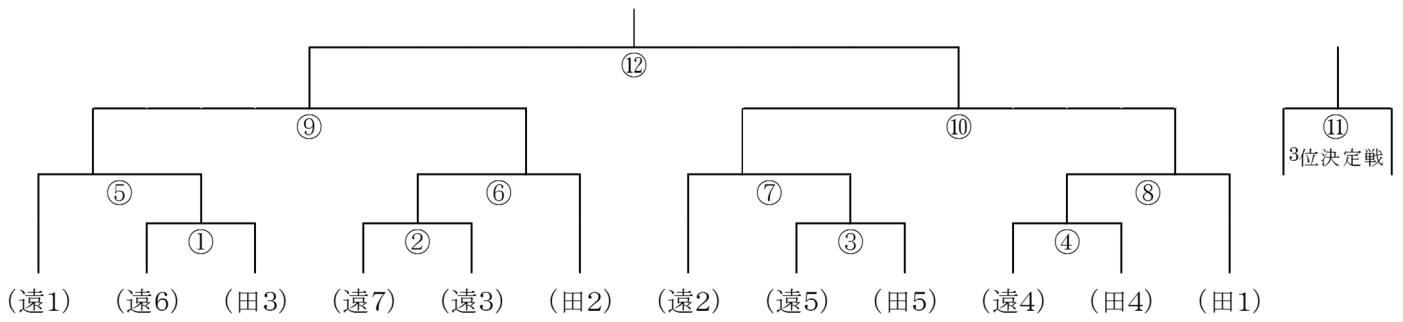 ⑫
⑨ ⑩ ⑪
3位決定戦
⑤ ⑥ ⑦ ⑧
① ② ③ ④
(遠1) (遠6) (田3) (遠7) (遠3) (田2) (遠2) (遠5) (田5) (遠4) (田4) (田1)